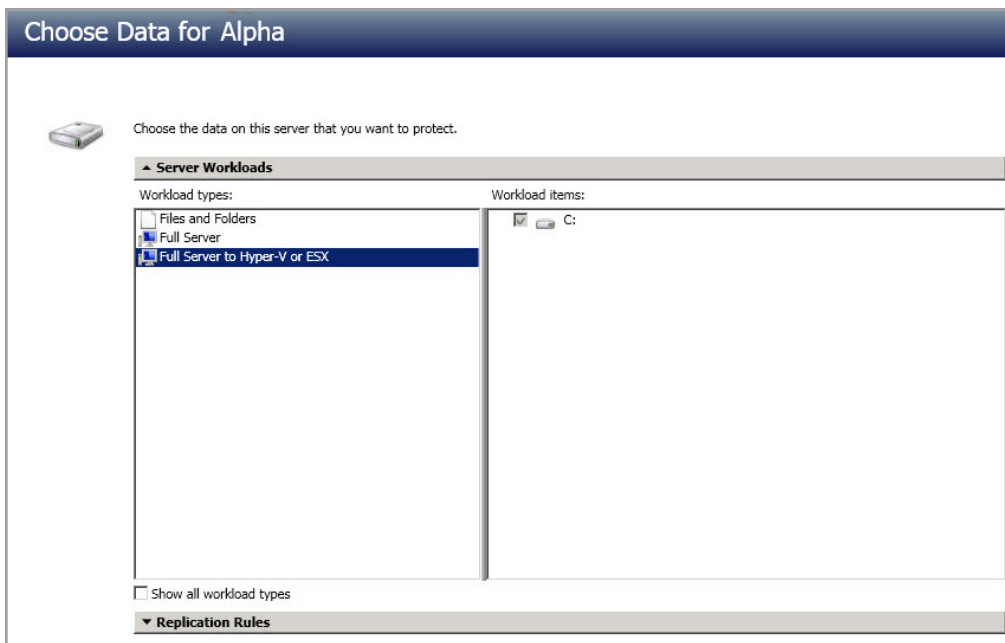 Choose Data for Alpha
Choose the data on this server that you want to protect.
Server Workloads
Workload types:
Workload items:
Files and Folders
Full Server
Full Server to Hyper-V or ESX
C:
Show all workload types
Replication Rules